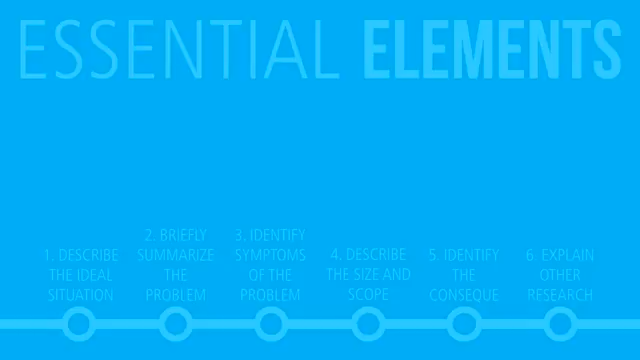 ESSENTIAL ELEMENTS
1. DESCRIBE
THE IDEAL
SITUATION
2. BRIEFLY
SUMMARIZE
THE
PROBLEM
3. IDENTIFY
SYMPTOMS
OF THE
PROBLEM
4. DESCRIBE
THE SIZE AND
SCOPE
5. IDENTIFY
THE
CONSEQUE
6. EXPLAIN
OTHER
RESEARCH